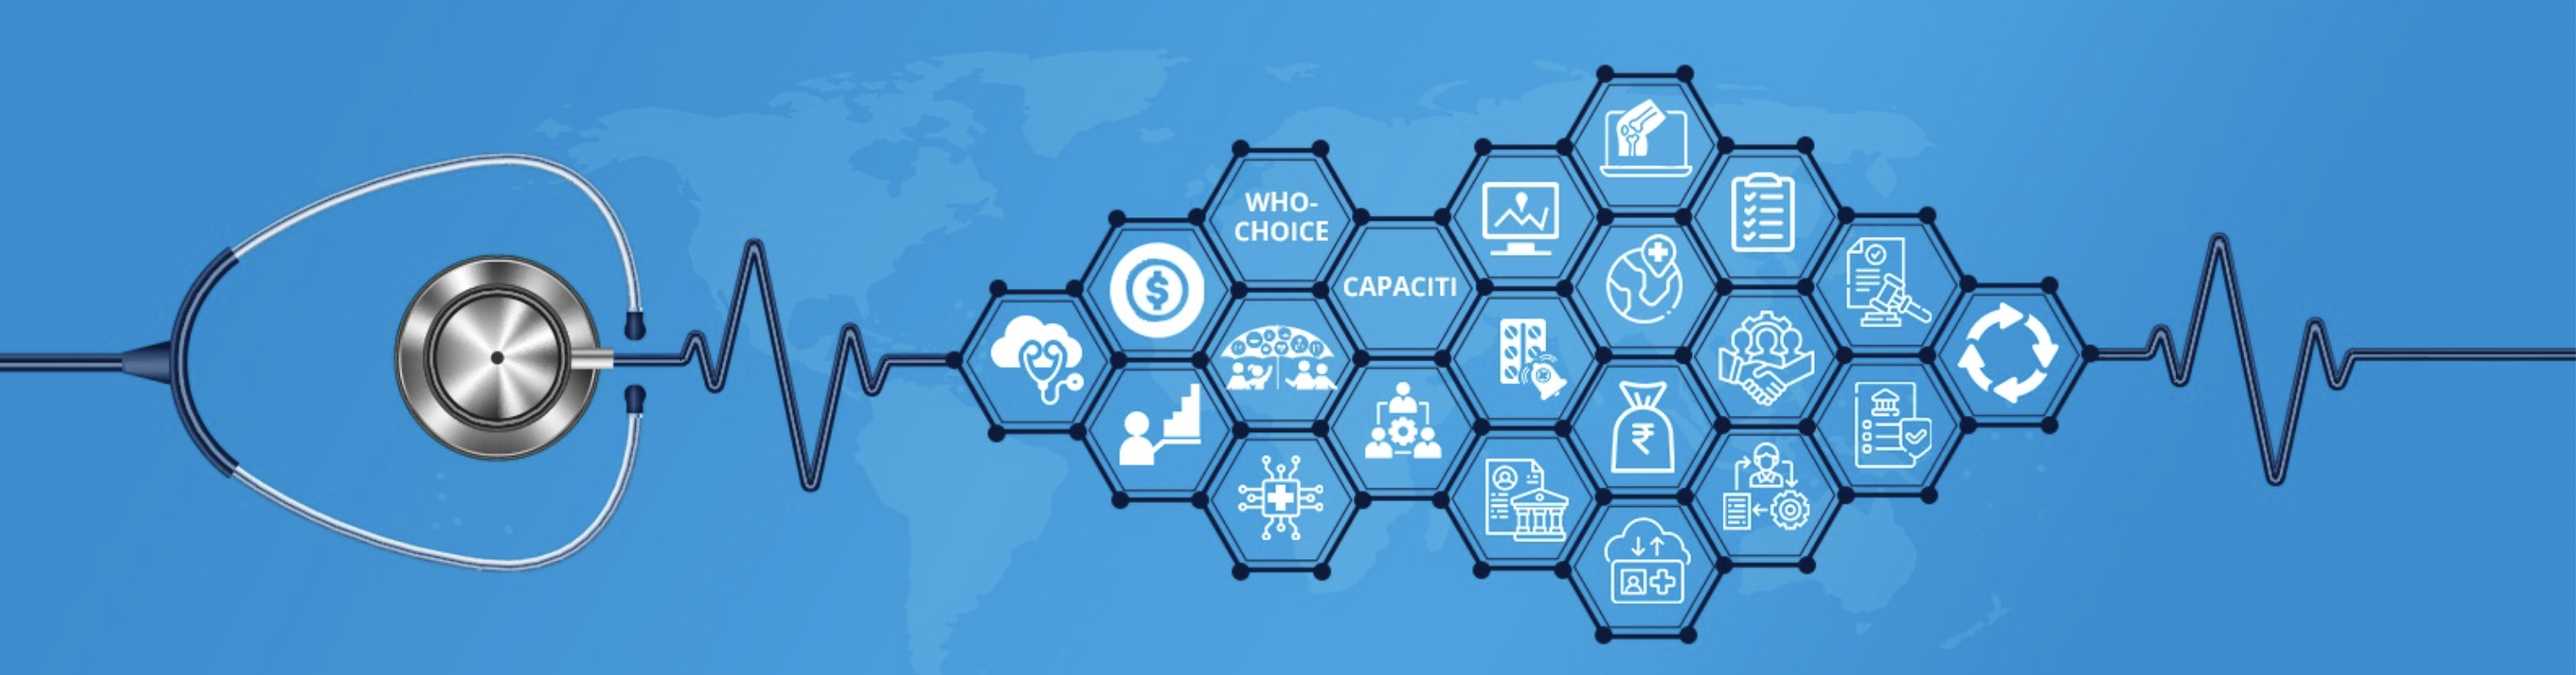 WHO-
CHOICE
CAPACITI
$
₹